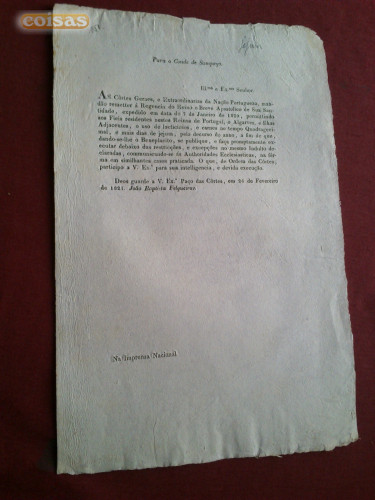 coisas
Para o Conde de Sampayo
Ill.mo e Ex.mo Senhor.
AS Côrtes Geraes, e Extraordinarias da Nação Portugueza, man-
dão remetter á Regencia do Reino o Breve Apostolico de Sua San-
tidade, expedido em data de 7 de Janeiro de 1821, permittindo
aos Fieis residentes nestes Reinos de Portugal, e Algarves, e Ilhas
Adjacentes, o uso de lacticinios, e carnes no tempo Quadragesi-
mal, e mais dias de jejum, pelo decurso do anno, a fim de que,
dando-se-lhe o Beneplacito, se publique, e faça promptamente ex-
ecutar debaixo das restricções, e excepções no mesmo Indulto de-
claradas, communicando-se ás Authoridades Ecclesiasticas, na fór-
ma em similhantes casos praticada. O que, de Ordem das Côrtes,
participo a V. Ex.ª para sua intelligencia, e devida execução.
Deos guarde a V. Ex.ª Paço das Côrtes, em de Fevereiro
de 1821. João Baptista Felgueiras.
Na Imprensa Nacional